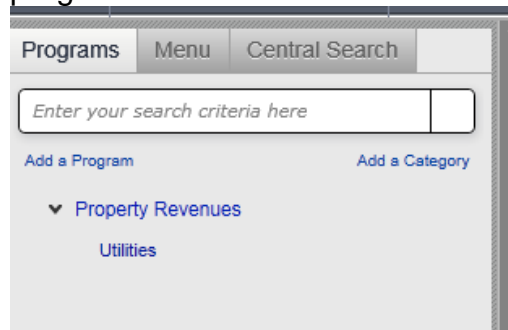 Programs Menu Central Search
Enter your search criteria here
Add a Program Add a Category
Property Revenues
Utilities